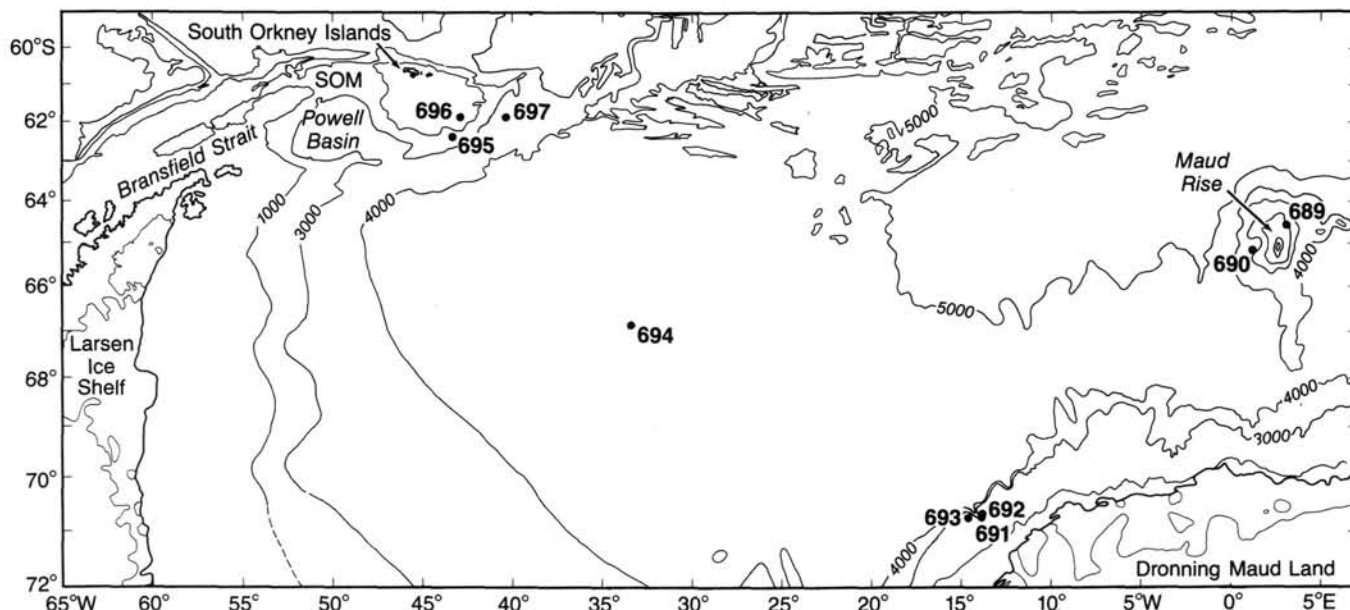 60°S
South Orkney Islands
SOM
696
697
62°
Powell
Basin
695
5000
Bransfield Strait
Maud
Rise
64°
1000
3000
4000
689
690
4000
66°
5000
694
Larsen
Ice
Shelf
68°
4000
3000
70°
693
692
691
4000
Dronning Maud Land
72°
65°W
60°
55°
50°
45°
40°
35°
30°
25°
20°
15°
10°
5°
0°
5°E